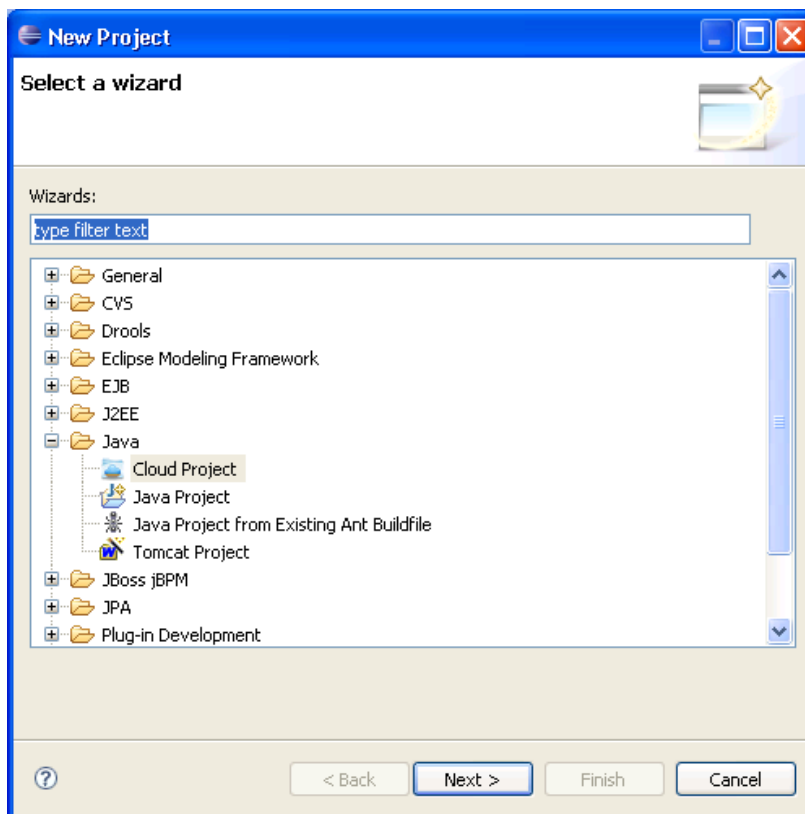 New Project
Select a wizard
Wizards:
type filter text
General
CVS
Drools
Eclipse Modeling Framework
EJB
J2EE
Java
Cloud Project
Java Project
Java Project from Existing Ant Buildfile
Tomcat Project
JBoss jBPM
JPA
Plug-in Development
? < Back Next > Finish Cancel